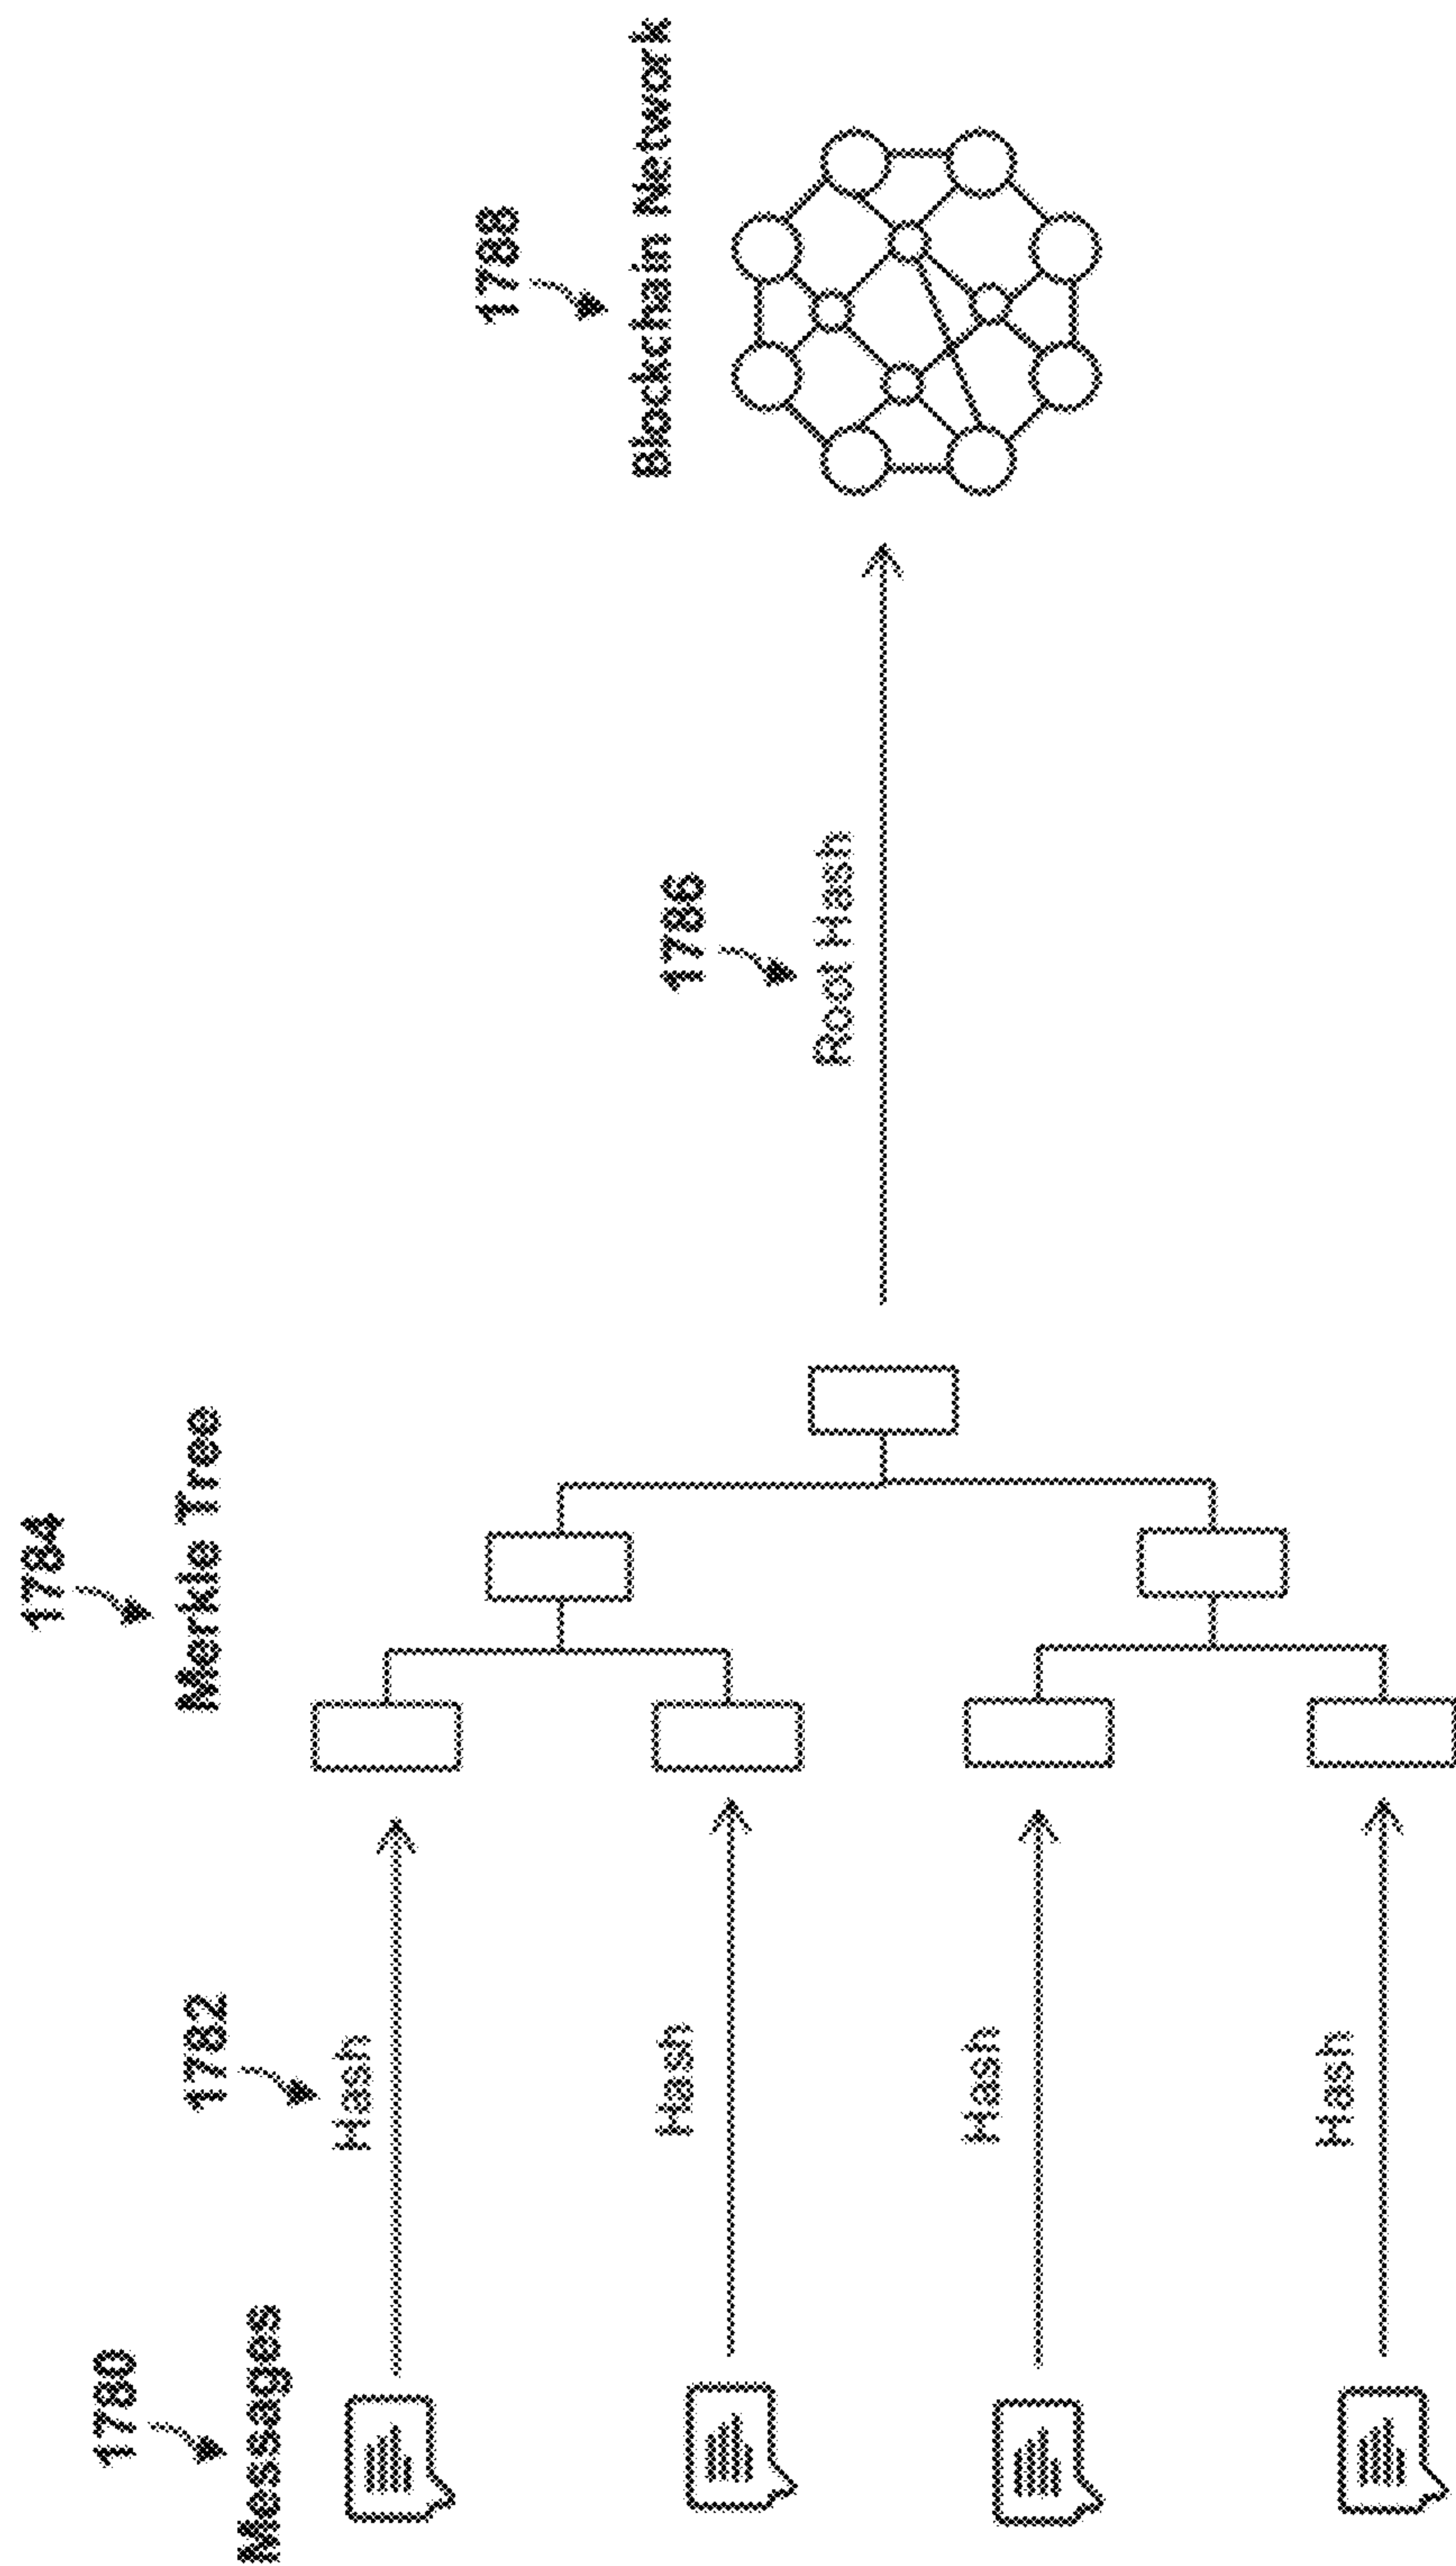 1780
Messages
1782
Hash
Hash
Hash
Hash
1784
Merkle Tree
1786
Root Hash
1788
Blockchain Network